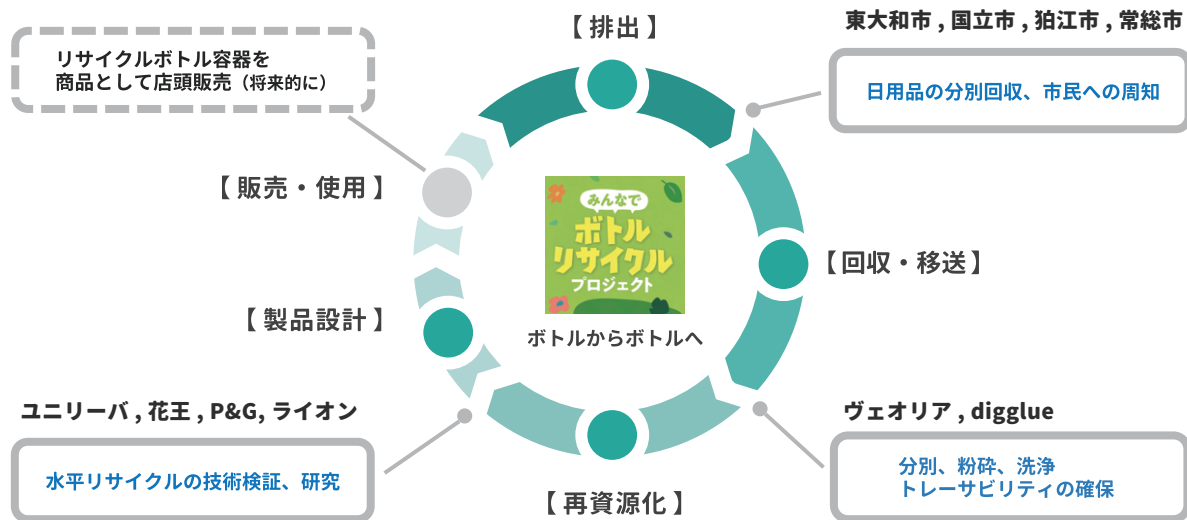 【 排出 】
東大和市 , 国立市 , 狛江市 , 常総市
日用品の分別回収、市民への周知
リサイクルボトル容器を
商品として店頭販売（将来的に）
【 販売・使用 】
みんなで
ボトル
リサイクル
プロジェクト
ボトルからボトルへ
【 回収・移送 】
【 製品設計 】
ユニリーバ , 花王 , P&G, ライオン
水平リサイクルの技術検証、研究
ヴェオリア , digglue
分別、粉砕、洗浄
トレーサビリティの確保
【 再資源化 】